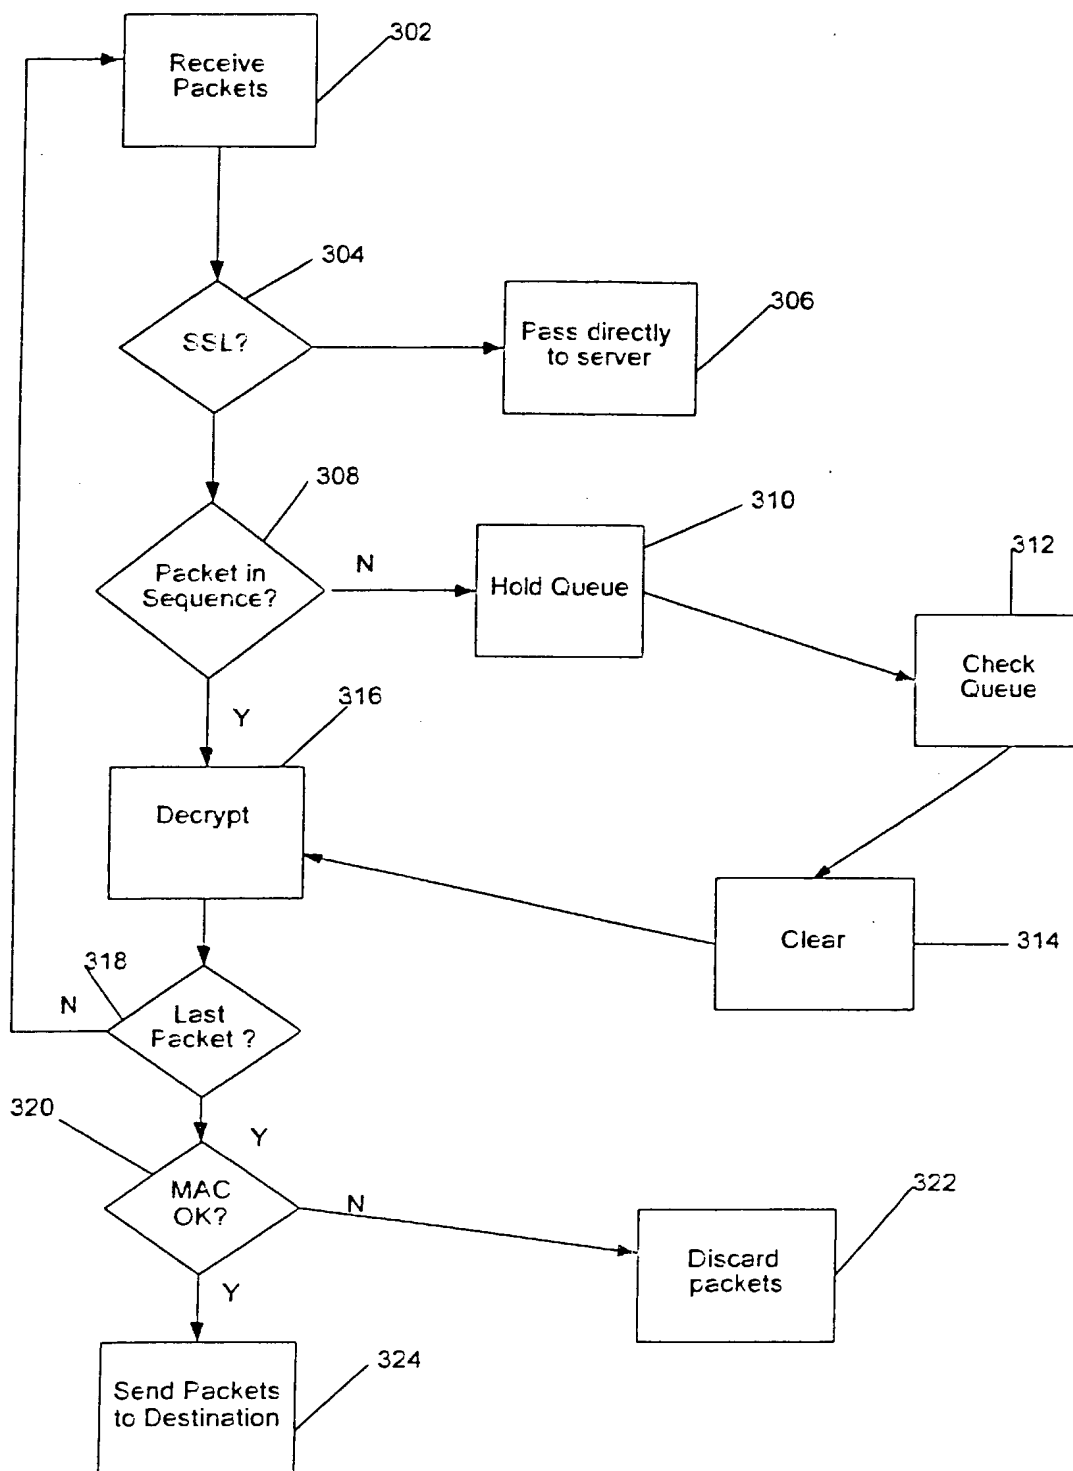 302
Receive
Packets
304
SSL?
306
Pass directly
to server
308
Packet in
Sequence?
N
310
Hold Queue
312
Check
Queue
Y
316
Decrypt
Clear
314
318
N
Last
Packet ?
320
Y
MAC
OK?
N
322
Discard
packets
Y
324
Send Packets
to Destination